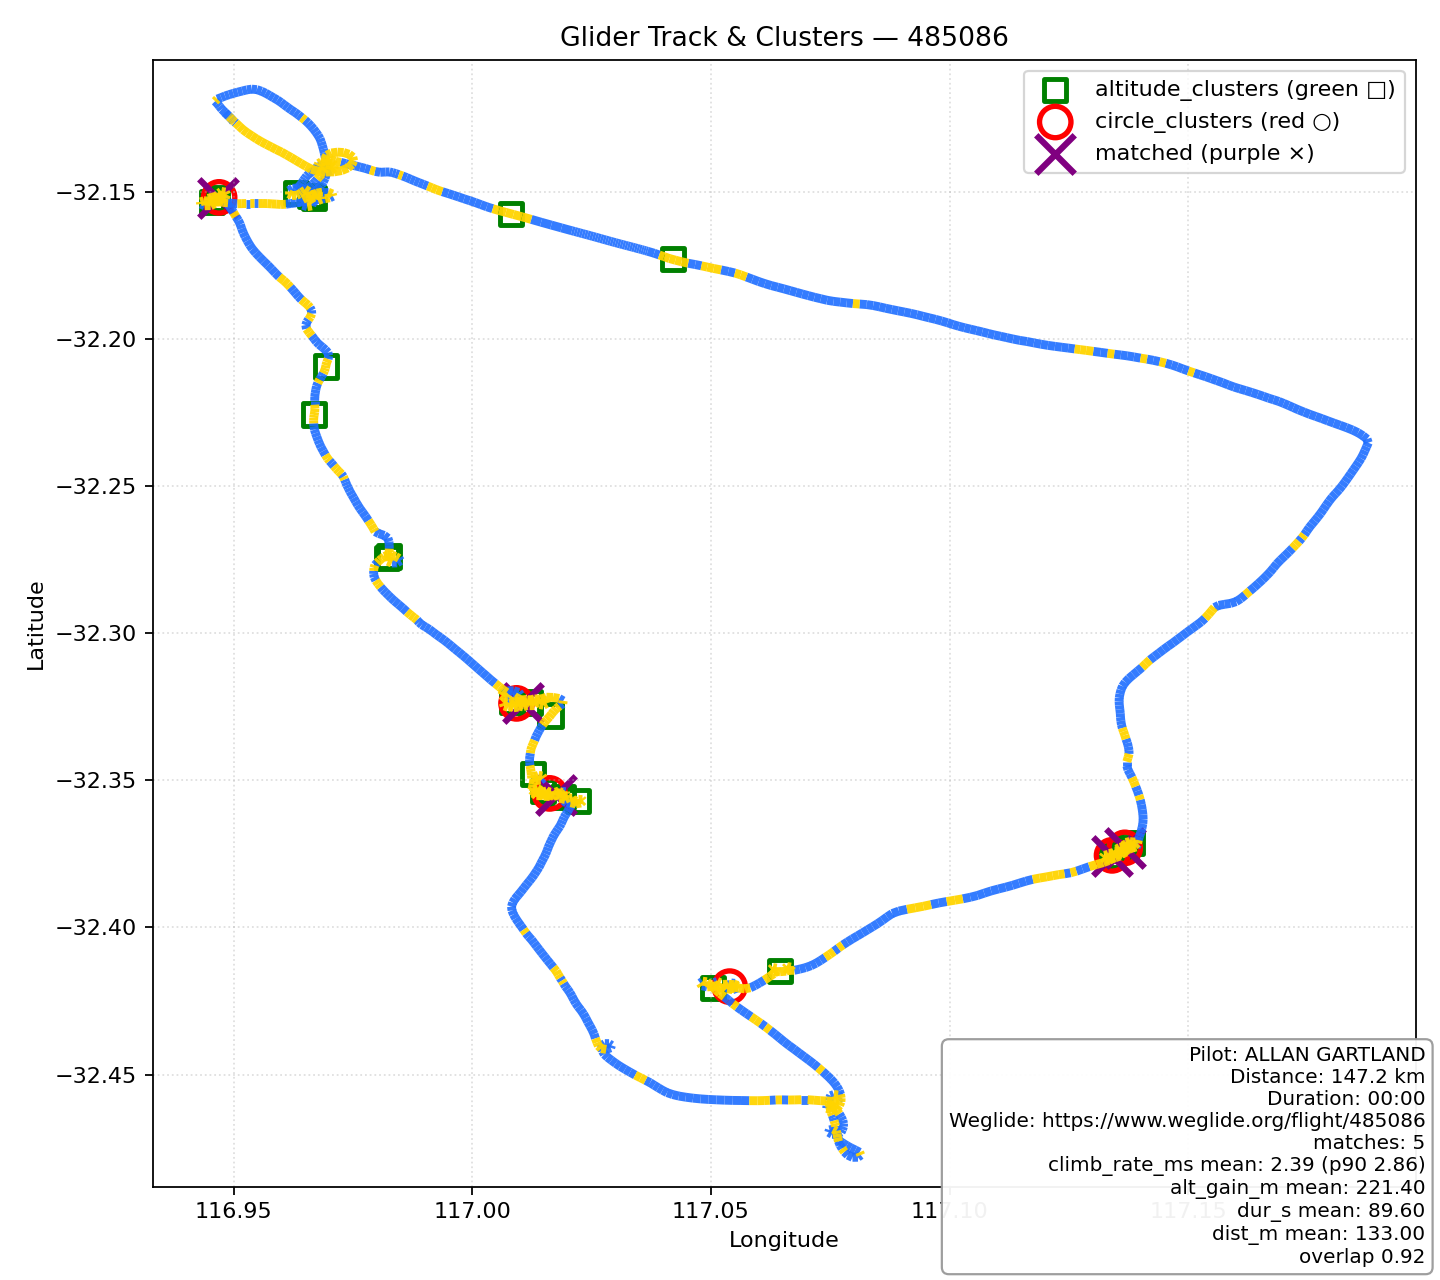 Glider Track & Clusters — 485086
altitude_clusters (green □)
circle_clusters (red ○)
matched (purple ×)
−32.15
−32.20
−32.25
−32.30
−32.35
−32.40
−32.45
Latitude
116.95
117.00
117.05
117.10
117.15
Longitude
Pilot: ALLAN GARTLAND
Distance: 147.2 km
Duration: 00:00
Weglide: https://www.weglide.org/flight/485086
matches: 5
climb_rate_ms mean: 2.39 (p90 2.86)
alt_gain_m mean: 221.40
dur_s mean: 89.60
dist_m mean: 133.00
overlap 0.92